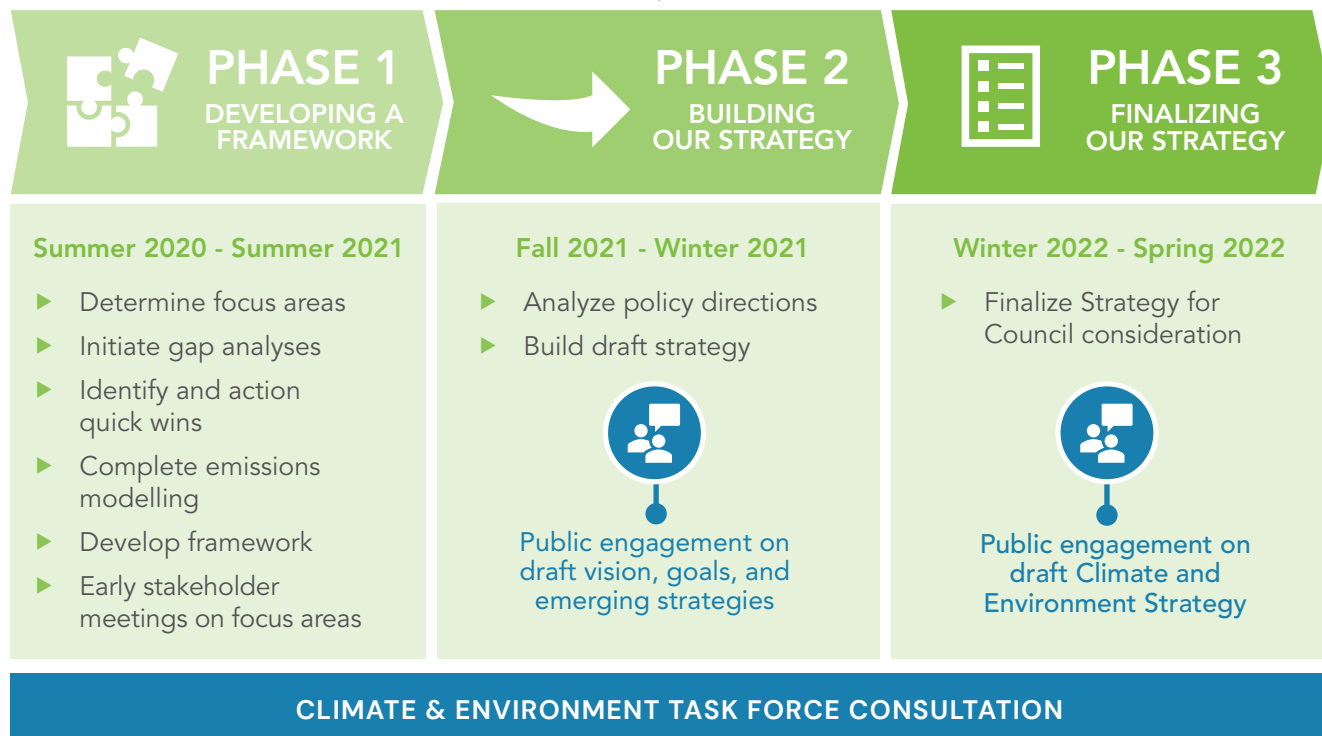 PHASE 1
DEVELOPING A
FRAMEWORK
PHASE 2
BUILDING
OUR STRATEGY
PHASE 3
FINALIZING
OUR STRATEGY
Summer 2020 - Summer 2021
Determine focus areas
Initiate gap analyses
Identify and action
quick wins
Complete emissions
modelling
Develop framework
Early stakeholder
meetings on focus areas
Fall 2021 - Winter 2021
Analyze policy directions
Build draft strategy
Public engagement on
draft vision, goals, and
emerging strategies
Winter 2022 - Spring 2022
Finalize Strategy for
Council consideration
Public engagement on
draft Climate and
Environment Strategy
CLIMATE & ENVIRONMENT TASK FORCE CONSULTATION